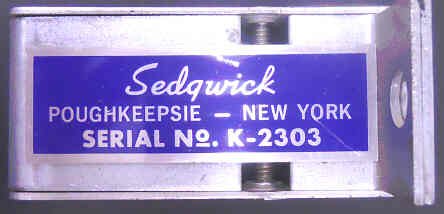 Sedgwick
POUGHKEEPSIE – NEW YORK
SERIAL No. K-2303